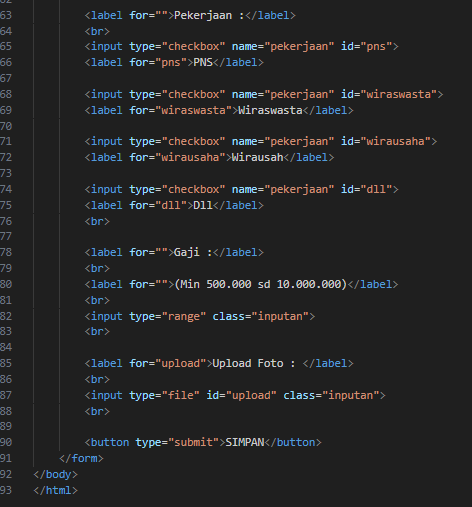 62
63 <label for="">Pekerjaan :</label>
64 <br>
65 <input type="checkbox" name="pekerjaan" id="pns">
66 <label for="pns">PNS</label>
67
68 <input type="checkbox" name="pekerjaan" id="wiraswasta">
69 <label for="wiraswasta">Wiraswasta</label>
70
71 <input type="checkbox" name="pekerjaan" id="wirausaha">
72 <label for="wirausaha">Wirausah</label>
73
74 <input type="checkbox" name="pekerjaan" id="dll">
75 <label for="dll">Dll</label>
76 <br>
77
78 <label for="">Gaji :</label>
79 <br>
80 <label for="">(Min 500.000 sd 10.000.000)</label>
81 <br>
82 <input type="range" class="inputan">
83 <br>
84
85 <label for="upload">Upload Foto : </label>
86 <br>
87 <input type="file" id="upload" class="inputan">
88 <br>
89
90 <button type="submit">SIMPAN</button>
91 </form>
92 </body>
93 </html>